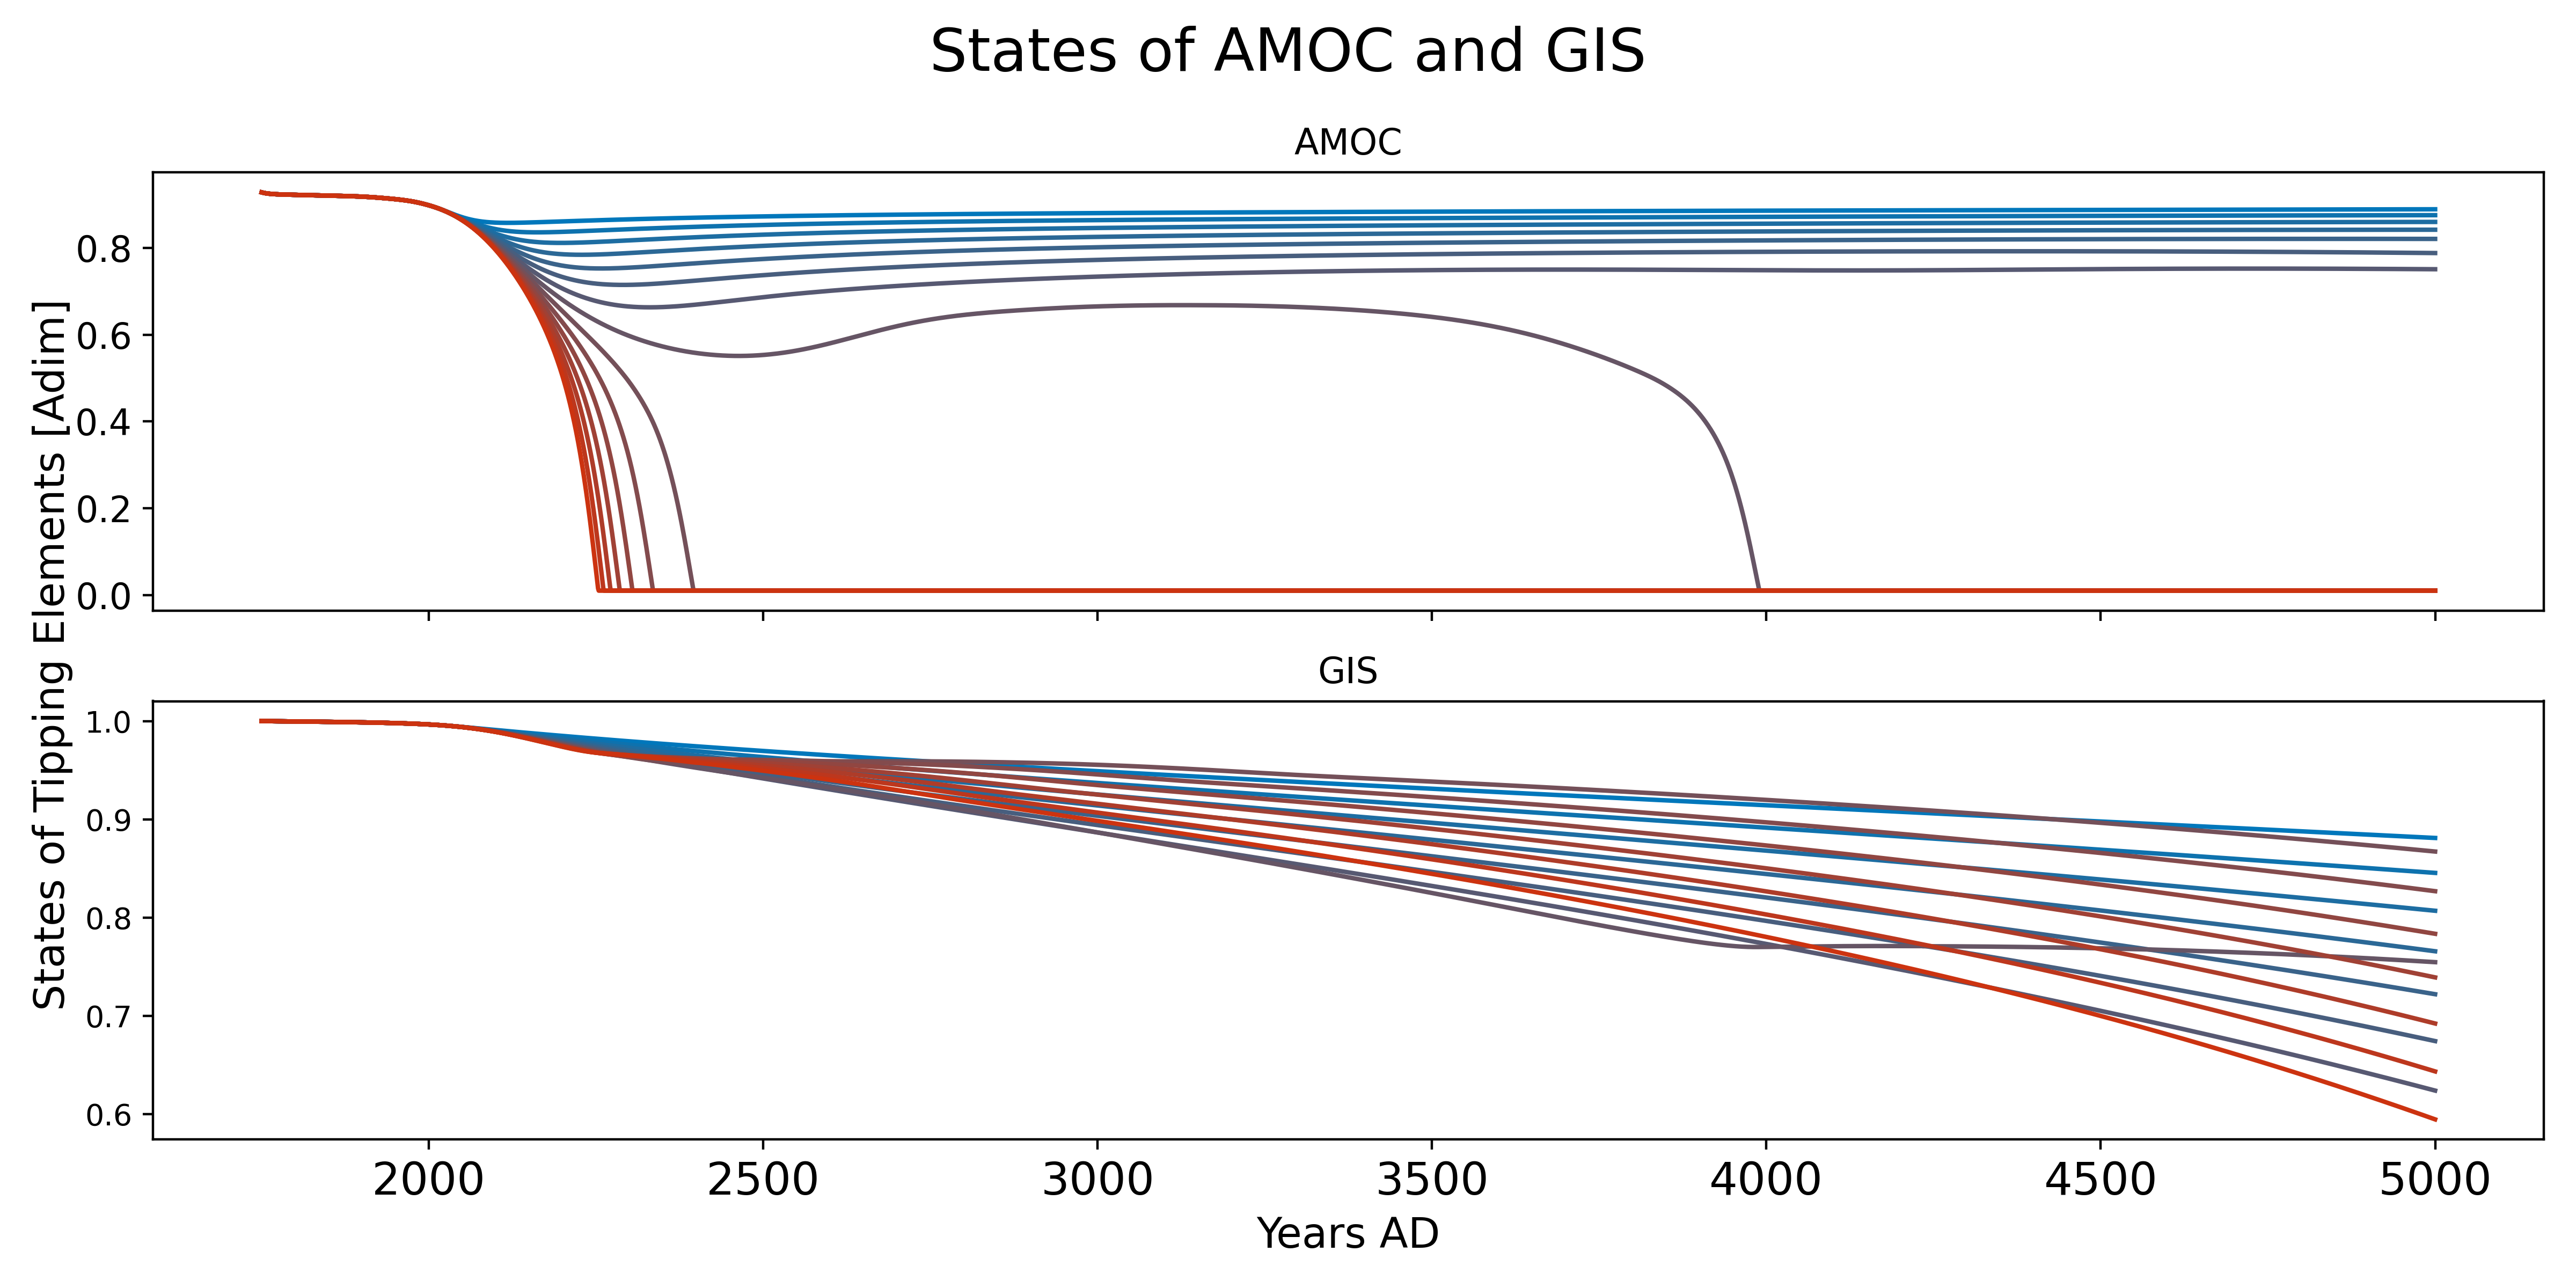 States of AMOC and GIS
AMOC
0.8
0.6
0.4
0.2
0.0
States of Tipping Elements [Adim]
GIS
1.0
0.9
0.8
0.7
0.6
2000 2500 3000 3500 4000 4500 5000
Years AD